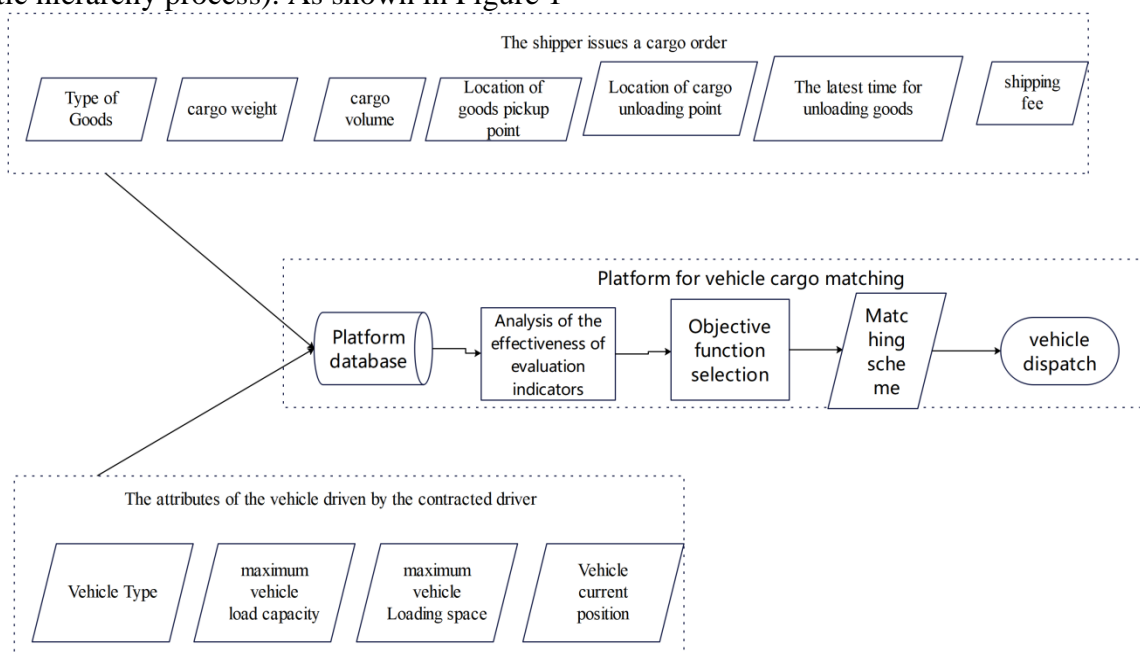 tic hierarchy process). As shown in Figure 1
The shipper issues a cargo order
Type of
Goods
cargo weight
cargo
volume
Location of
goods pickup
point
Location of cargo
unloading point
The latest time for
unloading goods
shipping
fee
Platform for vehicle cargo matching
Platform
database
Analysis of the
effectiveness of
evaluation
indicators
Objective
function
selection
Matc
hing
sche
me
vehicle
dispatch
The attributes of the vehicle driven by the contracted driver
Vehicle Type
maximum
vehicle
load capacity
maximum
vehicle
Loading space
Vehicle
current
position